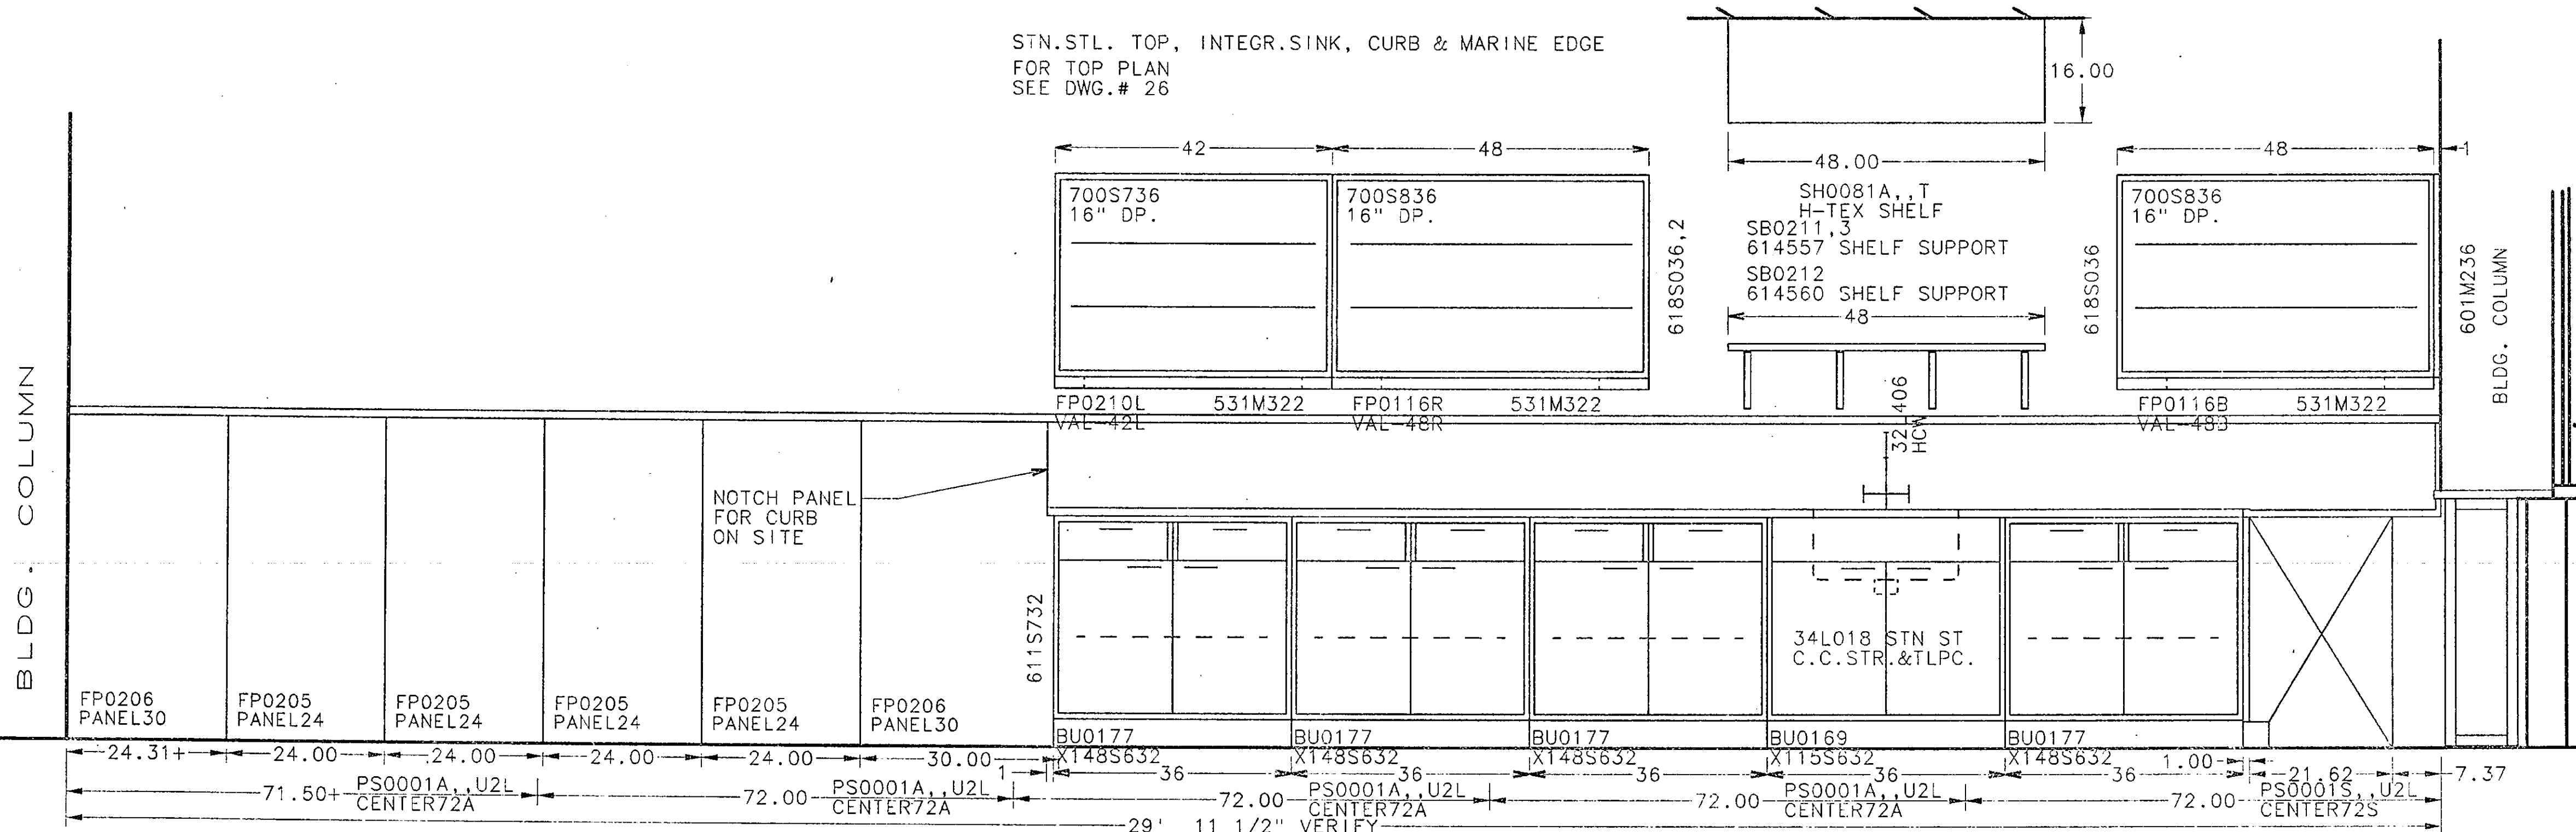 STN.STL. TOP, INTEGR.SINK, CURB & MARINE EDGE
FOR TOP PLAN
SEE DWG.# 26
16.00
42
48
48.00
48
1
700S736
16" DP.
700S836
16" DP.
618S036,2
SH0081A,,T
H-TEX SHELF
SB0211,3
614557 SHELF SUPPORT
SB0212
614560 SHELF SUPPORT
48
618S036
700S836
16" DP.
601M236
BLDG. COLUMN
BLDG. COLUMN
FP0210L
VAL-42L
531M322
FP0116R
VAL-48R
531M322
FP0116B
VAL-48B
531M322
NOTCH PANEL
FOR CURB
ON SITE
611S732
34L018 STN ST
C.C.STR.&TLPC.
FP0206
PANEL30
FP0205
PANEL24
FP0205
PANEL24
FP0205
PANEL24
FP0205
PANEL24
FP0206
PANEL30
BU0177
X148S632
BU0177
X148S632
BU0177
X148S632
BU0169
X115S632
BU0177
X148S632
24.31+
24.00
24.00
24.00
24.00
30.00
1
36
36
36
36
36
1.00
21.62
7.37
71.50+
PS0001A,,U2L
CENTER72A
72.00
PS0001A,,U2L
CENTER72A
72.00
PS0001A,,U2L
CENTER72A
72.00
PS0001A,,U2L
CENTER72A
72.00
PS0001S,,U2L
CENTER72S
29' 11 1/2" VERIFY